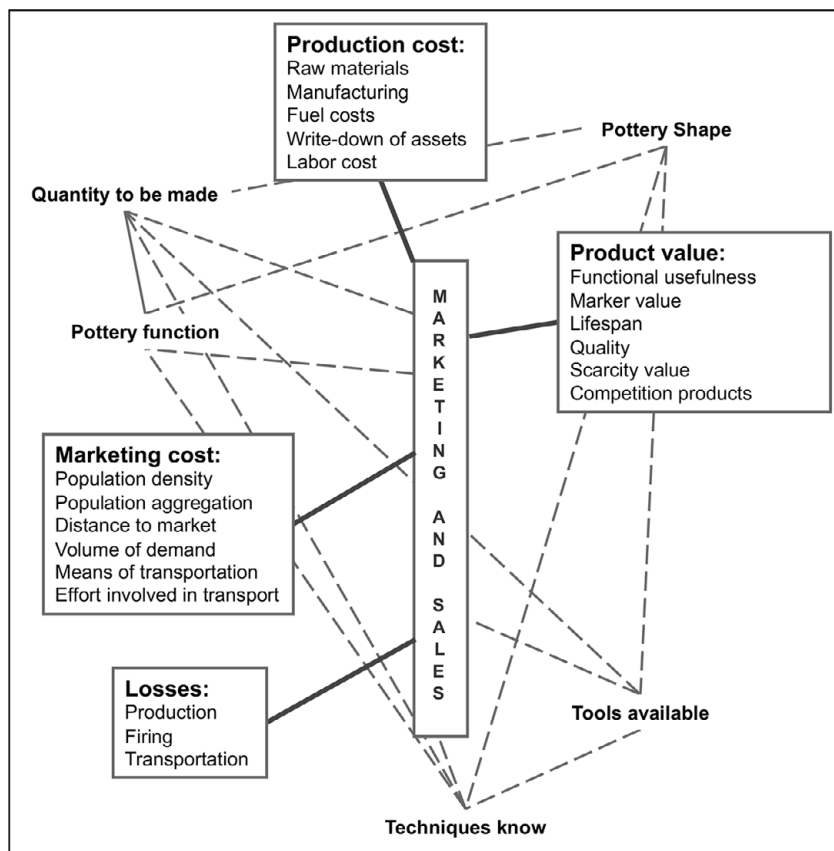 Production cost:
Raw materials
Manufacturing
Fuel costs
Write-down of assets
Labor cost
Pottery Shape
Quantity to be made
Product value:
Functional usefulness
Marker value
Lifespan
Quality
Scarcity value
Competition products
MARKETING AND SALES
Pottery function
Marketing cost:
Population density
Population aggregation
Distance to market
Volume of demand
Means of transportation
Effort involved in transport
Losses:
Production
Firing
Transportation
Tools available
Techniques know